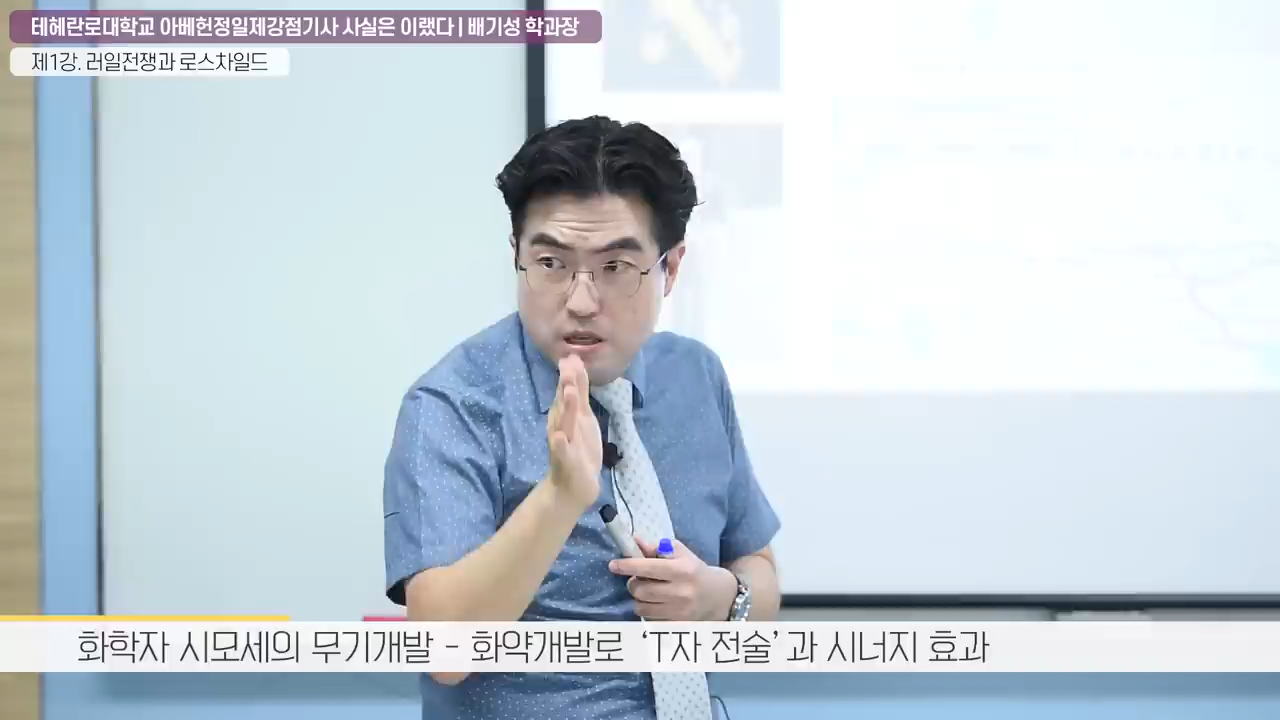 테헤란로대학교 아베헌정일제강점기사 사실은 이랬다 | 배기성 학과장
제1강. 러일전쟁과 로스차일드
화학자 시모세의 무기개발 - 화약개발로 ‘T자 전술’과 시너지 효과